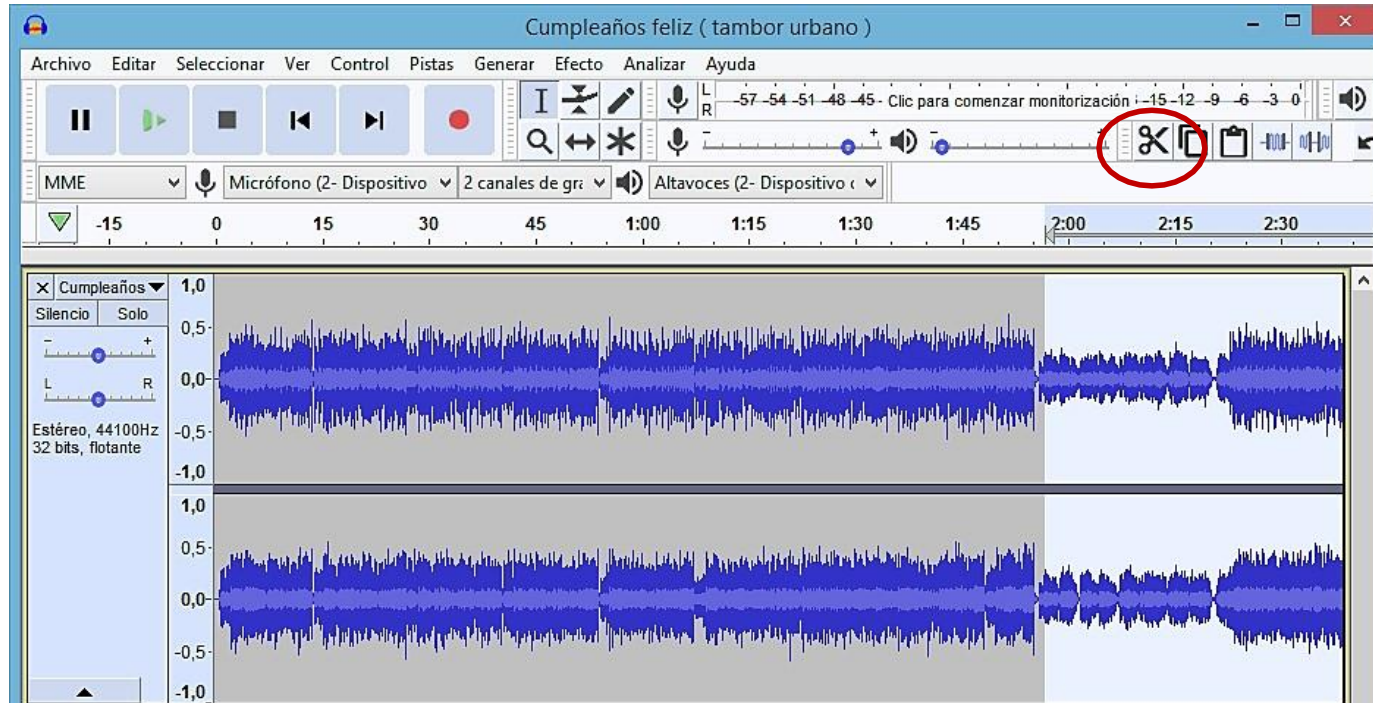 Cumpleaños feliz ( tambor urbano )
Archivo Editar Seleccionar Ver Control Pistas Generar Efecto Analizar Ayuda
L
R
-57 -54 -51 -48 -45 Clic para comenzar monitorización -15 -12 -9 -6 -3 0
- + - +
MME Micrófono (2- Dispositivo 2 canales de gra Altavoces (2- Dispositivo
-15 0 15 30 45 1:00 1:15 1:30 1:45 2:00 2:15 2:30
Cumpleaños
Silencio Solo
- +
L R
Estéreo, 44100Hz
32 bits, flotante
1,0
0,5
0,0
-0,5
-1,0
1,0
0,5
0,0
-0,5
-1,0